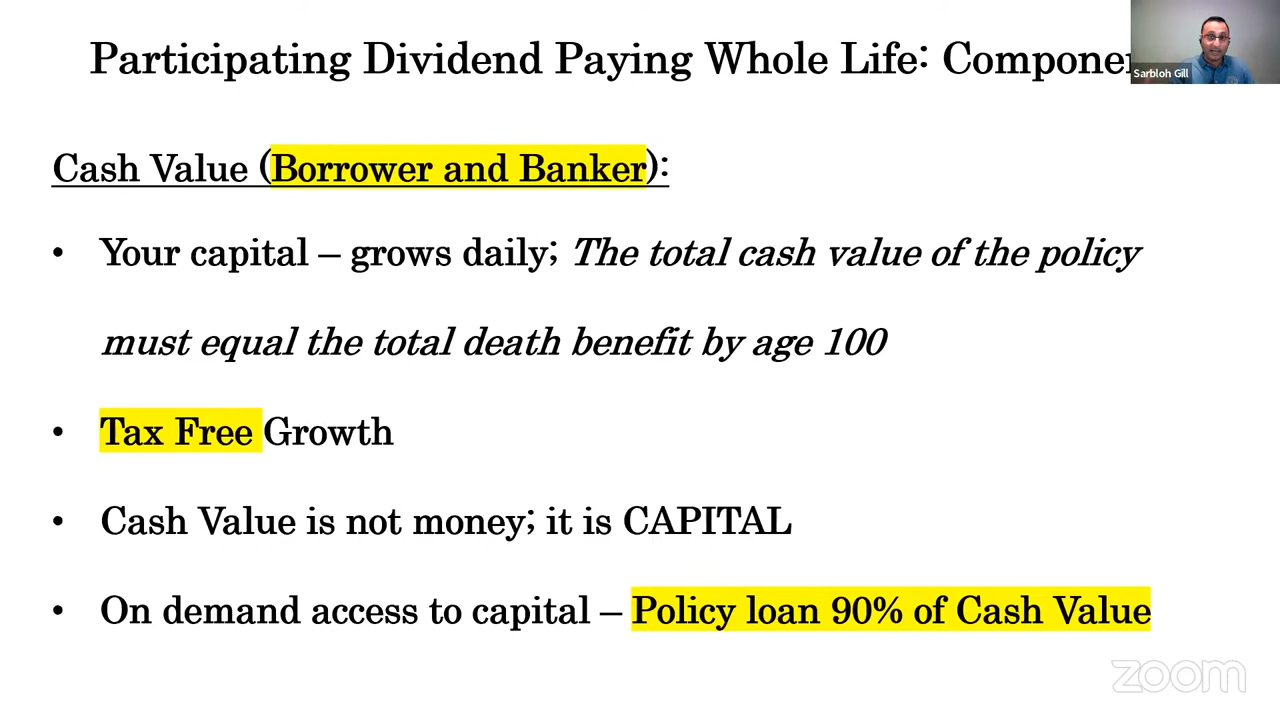 Participating Dividend Paying Whole Life: Componen
Sarbloh Gill
Cash Value (Borrower and Banker):
• Your capital – grows daily; The total cash value of the policy
must equal the total death benefit by age 100
• Tax Free Growth
• Cash Value is not money; it is CAPITAL
• On demand access to capital – Policy loan 90% of Cash Value
zoom